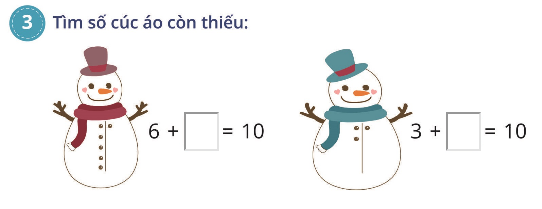 3 Tìm số cúc áo còn thiếu:
6 + = 10 3 + = 10